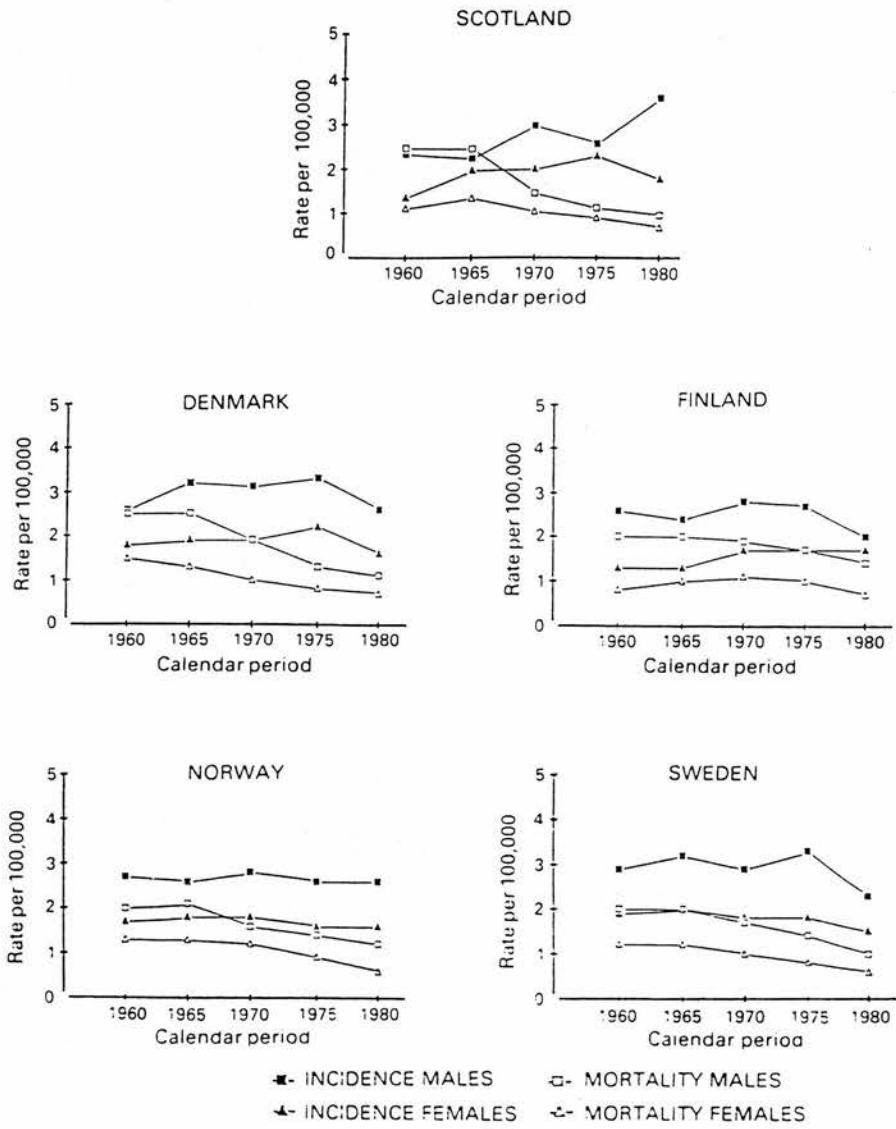 SCOTLAND
5
4
3
2
1
0
Rate per 100,000
1960 1965 1970 1975 1980
Calendar period
DENMARK
5
4
3
2
1
0
Rate per 100,000
1960 1965 1970 1975 1980
Calendar period
FINLAND
5
4
3
2
1
0
Rate per 100,000
1960 1965 1970 1975 1980
Calendar period
NORWAY
5
4
3
2
1
0
Rate per 100,000
1960 1965 1970 1975 1980
Calendar period
SWEDEN
5
4
3
2
1
0
Rate per 100,000
1960 1965 1970 1975 1980
Calendar period
INCIDENCE MALES MORTALITY MALES
INCIDENCE FEMALES MORTALITY FEMALES